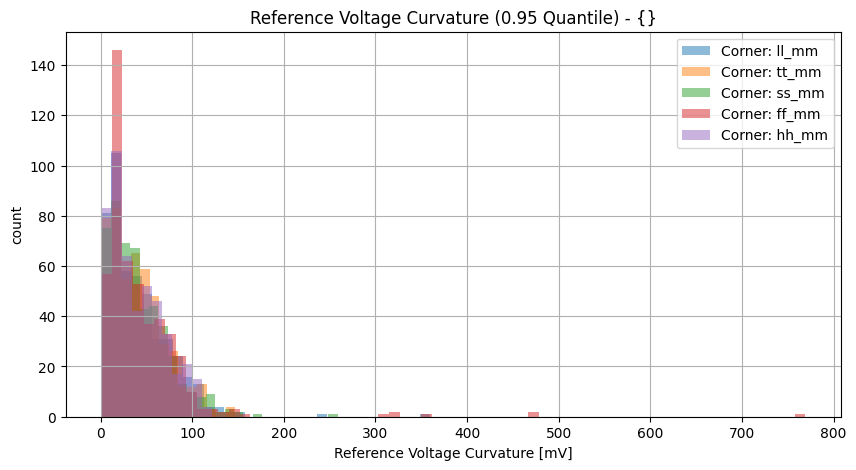 Reference Voltage Curvature (0.95 Quantile) - {}
Corner: ll_mm
Corner: tt_mm
Corner: ss_mm
Corner: ff_mm
Corner: hh_mm
140
120
100
80
60
40
20
0
count
0 100 200 300 400 500 600 700 800
Reference Voltage Curvature [mV]